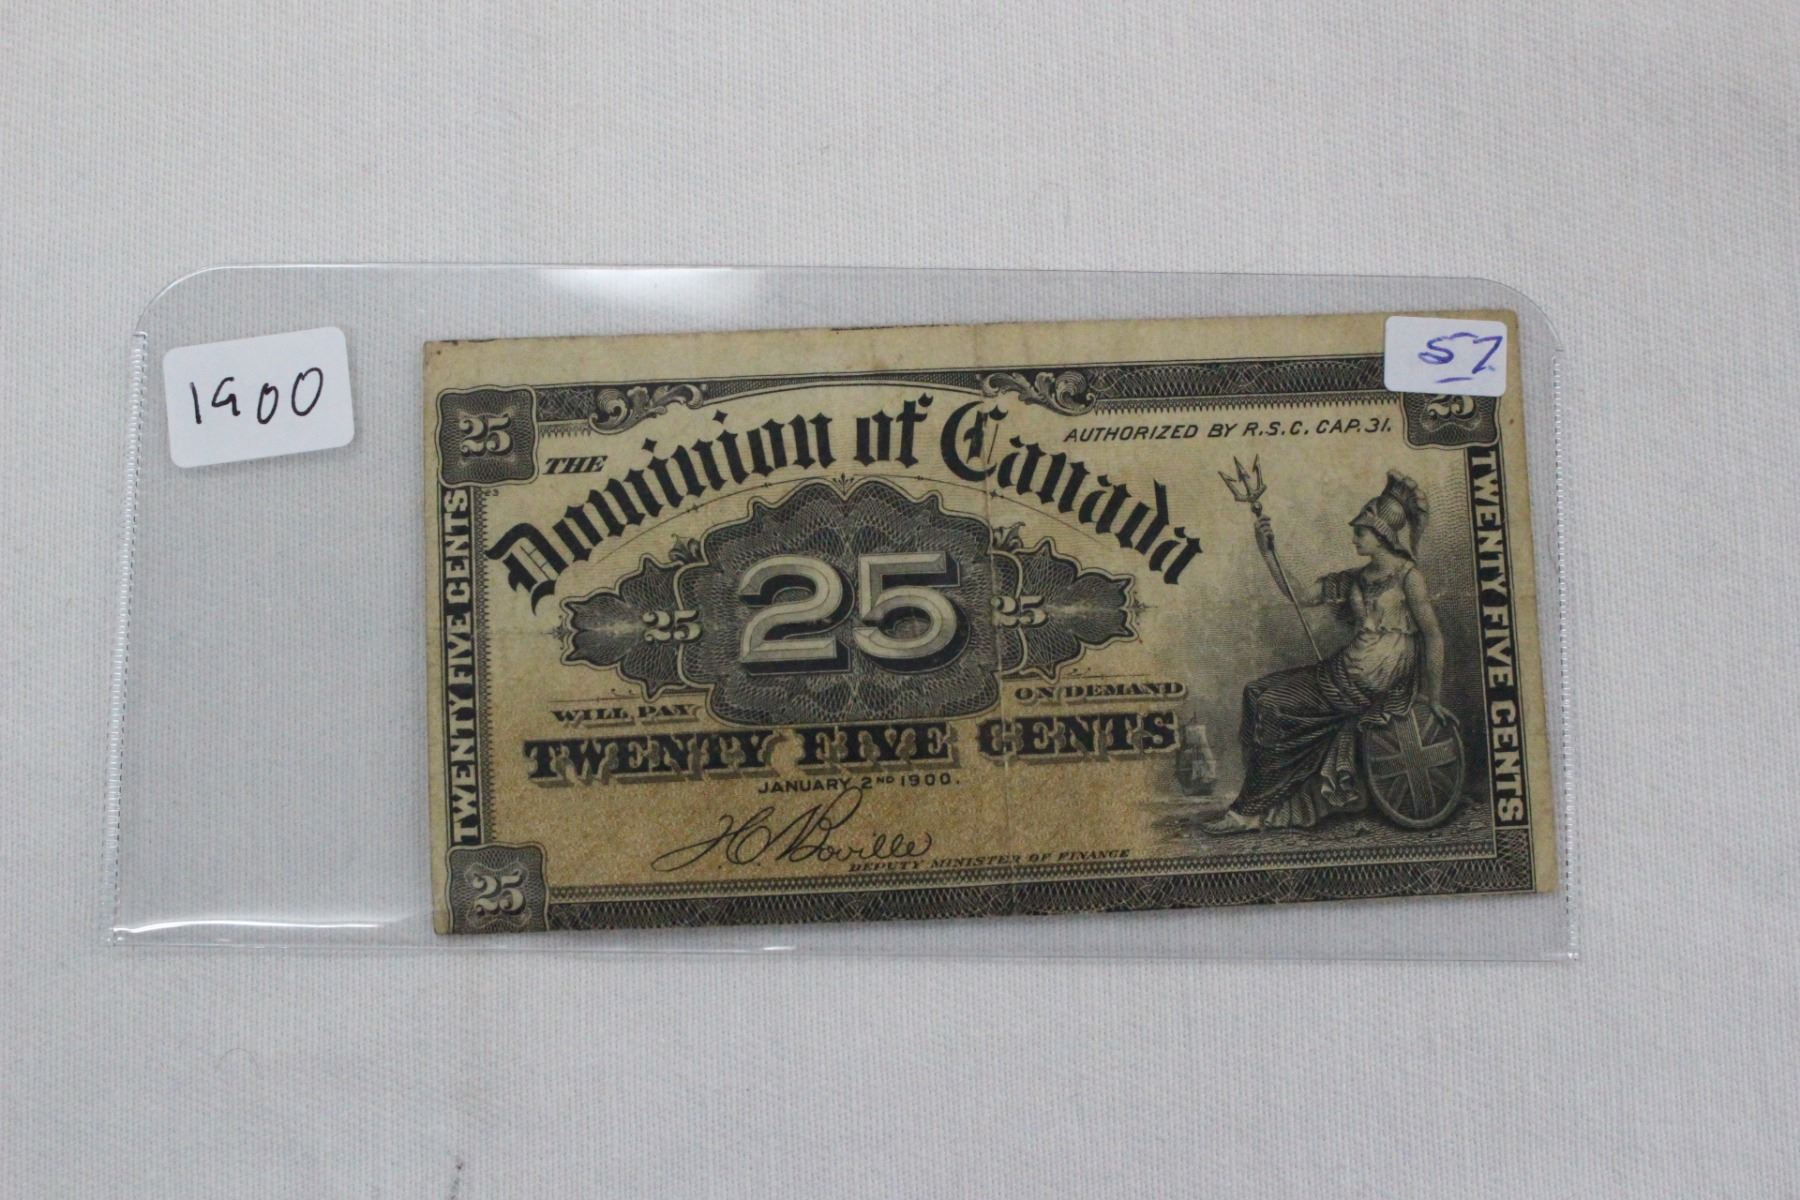 1900
57
25
25
THE
Dominion of Canada
AUTHORIZED BY R.S.C. CAP. 31.
TWENTY FIVE CENTS
TWENTY FIVE CENTS
25
25
25
WILL PAY
ON DEMAND
TWENTY FIVE CENTS
JANUARY 2ND 1900.
H C Boville
DEPUTY MINISTER OF FINANCE
25